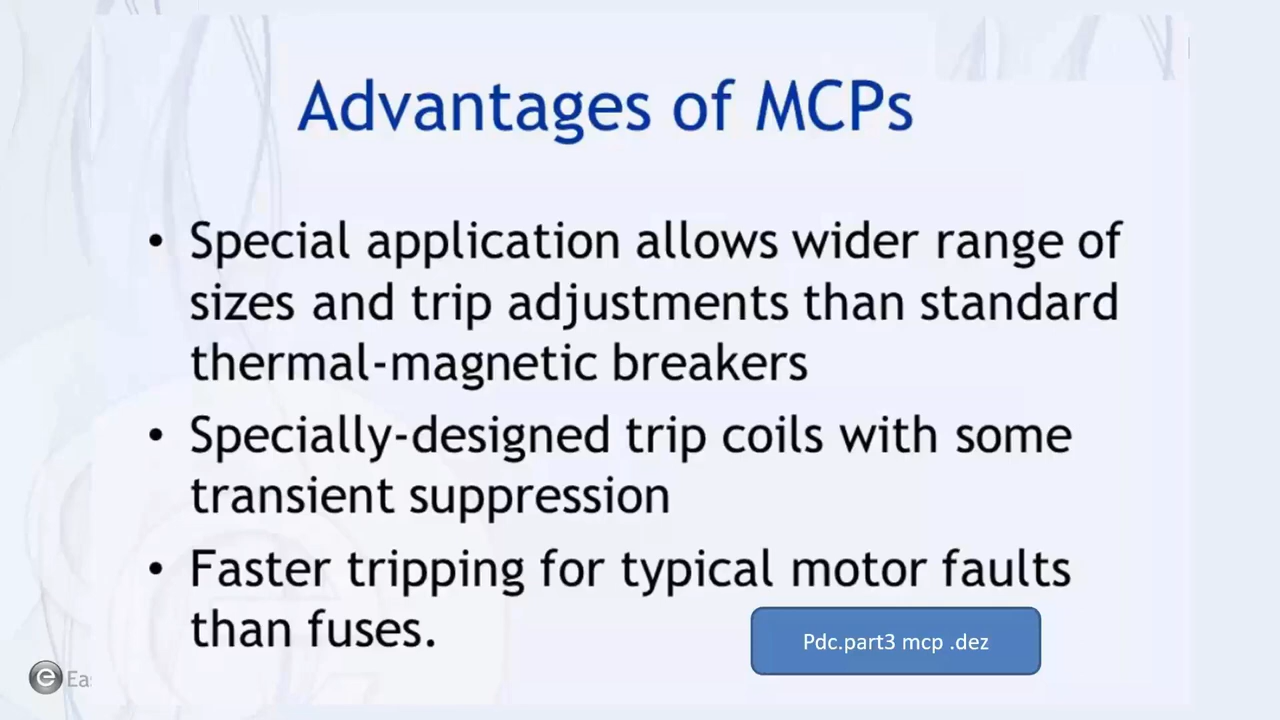 Advantages of MCPs
• Special application allows wider range of
sizes and trip adjustments than standard
thermal-magnetic breakers
• Specially-designed trip coils with some
transient suppression
• Faster tripping for typical motor faults
than fuses.
Pdc.part3 mcp .dez
e